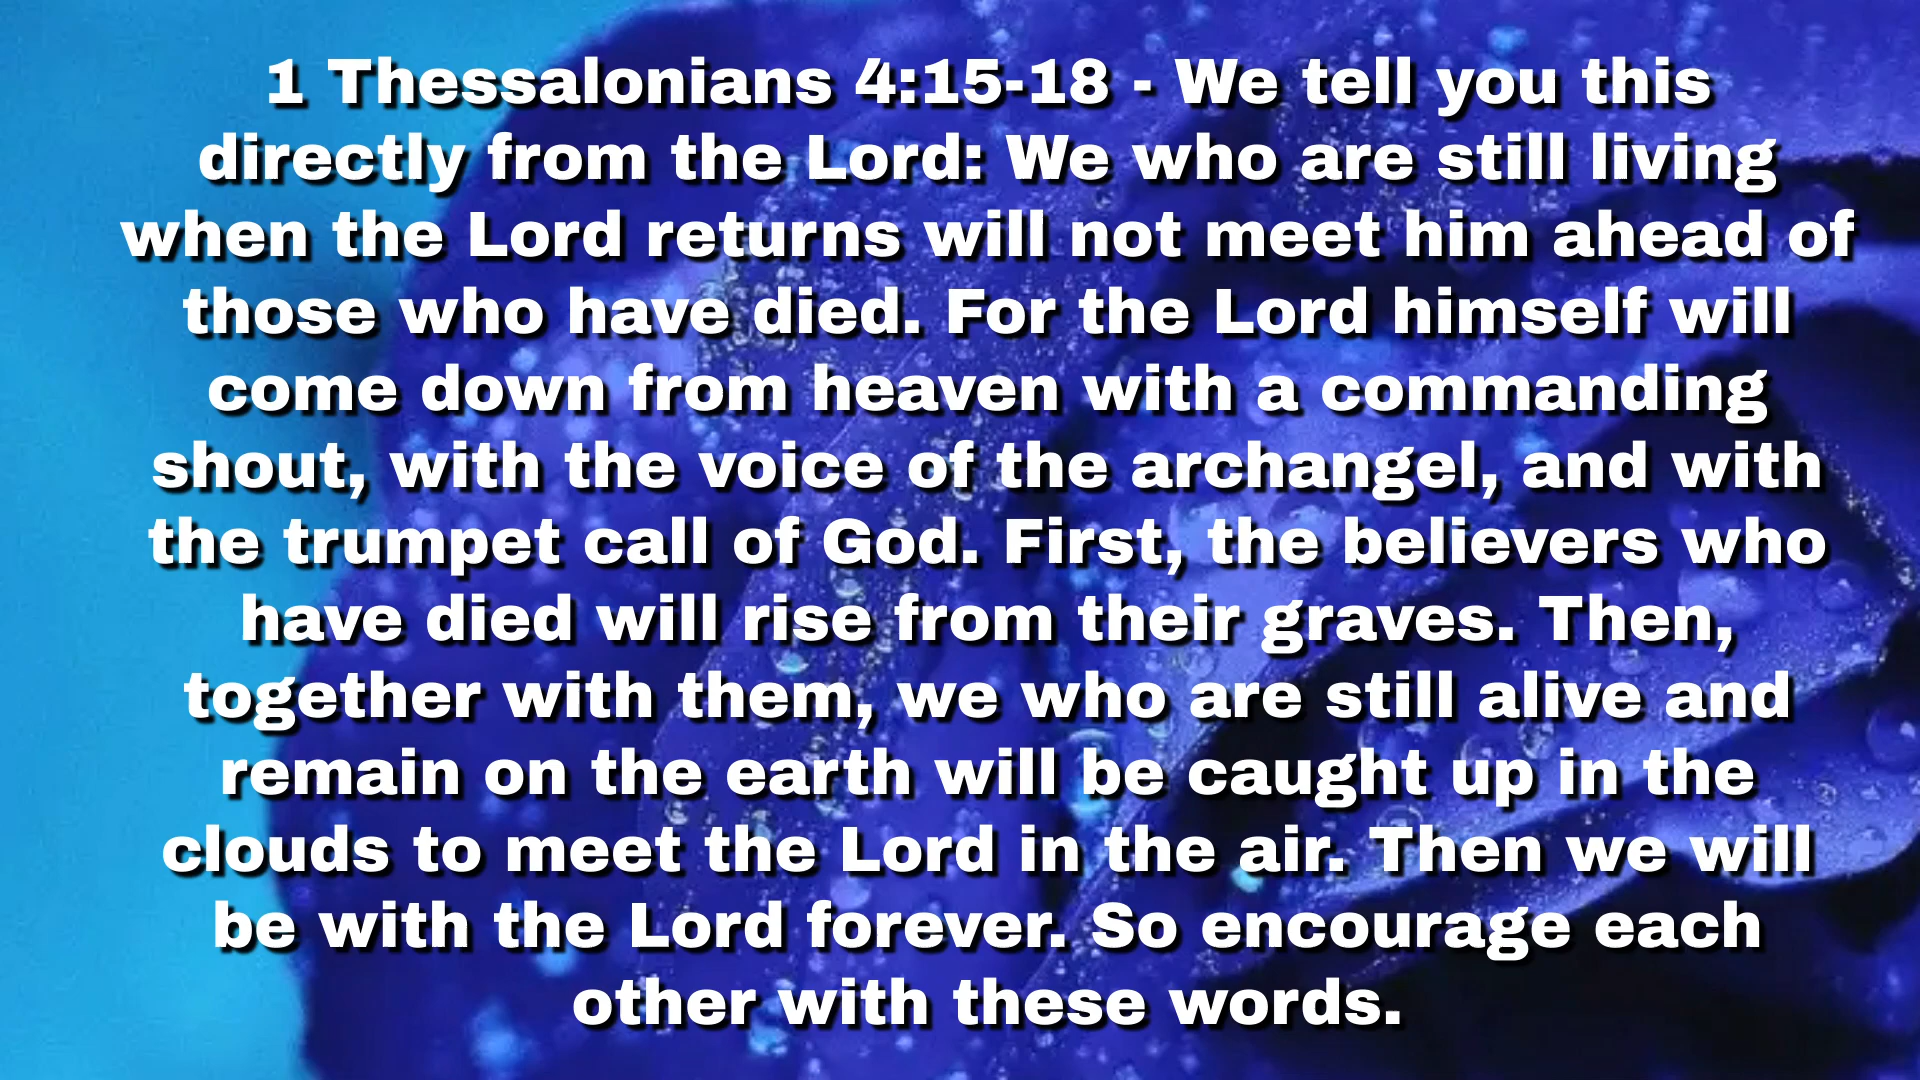 1 Thessalonians 4:15-18 - We tell you this
directly from the Lord: We who are still living
when the Lord returns will not meet him ahead of
those who have died. For the Lord himself will
come down from heaven with a commanding
shout, with the voice of the archangel, and with
the trumpet call of God. First, the believers who
have died will rise from their graves. Then,
together with them, we who are still alive and
remain on the earth will be caught up in the
clouds to meet the Lord in the air. Then we will
be with the Lord forever. So encourage each
other with these words.